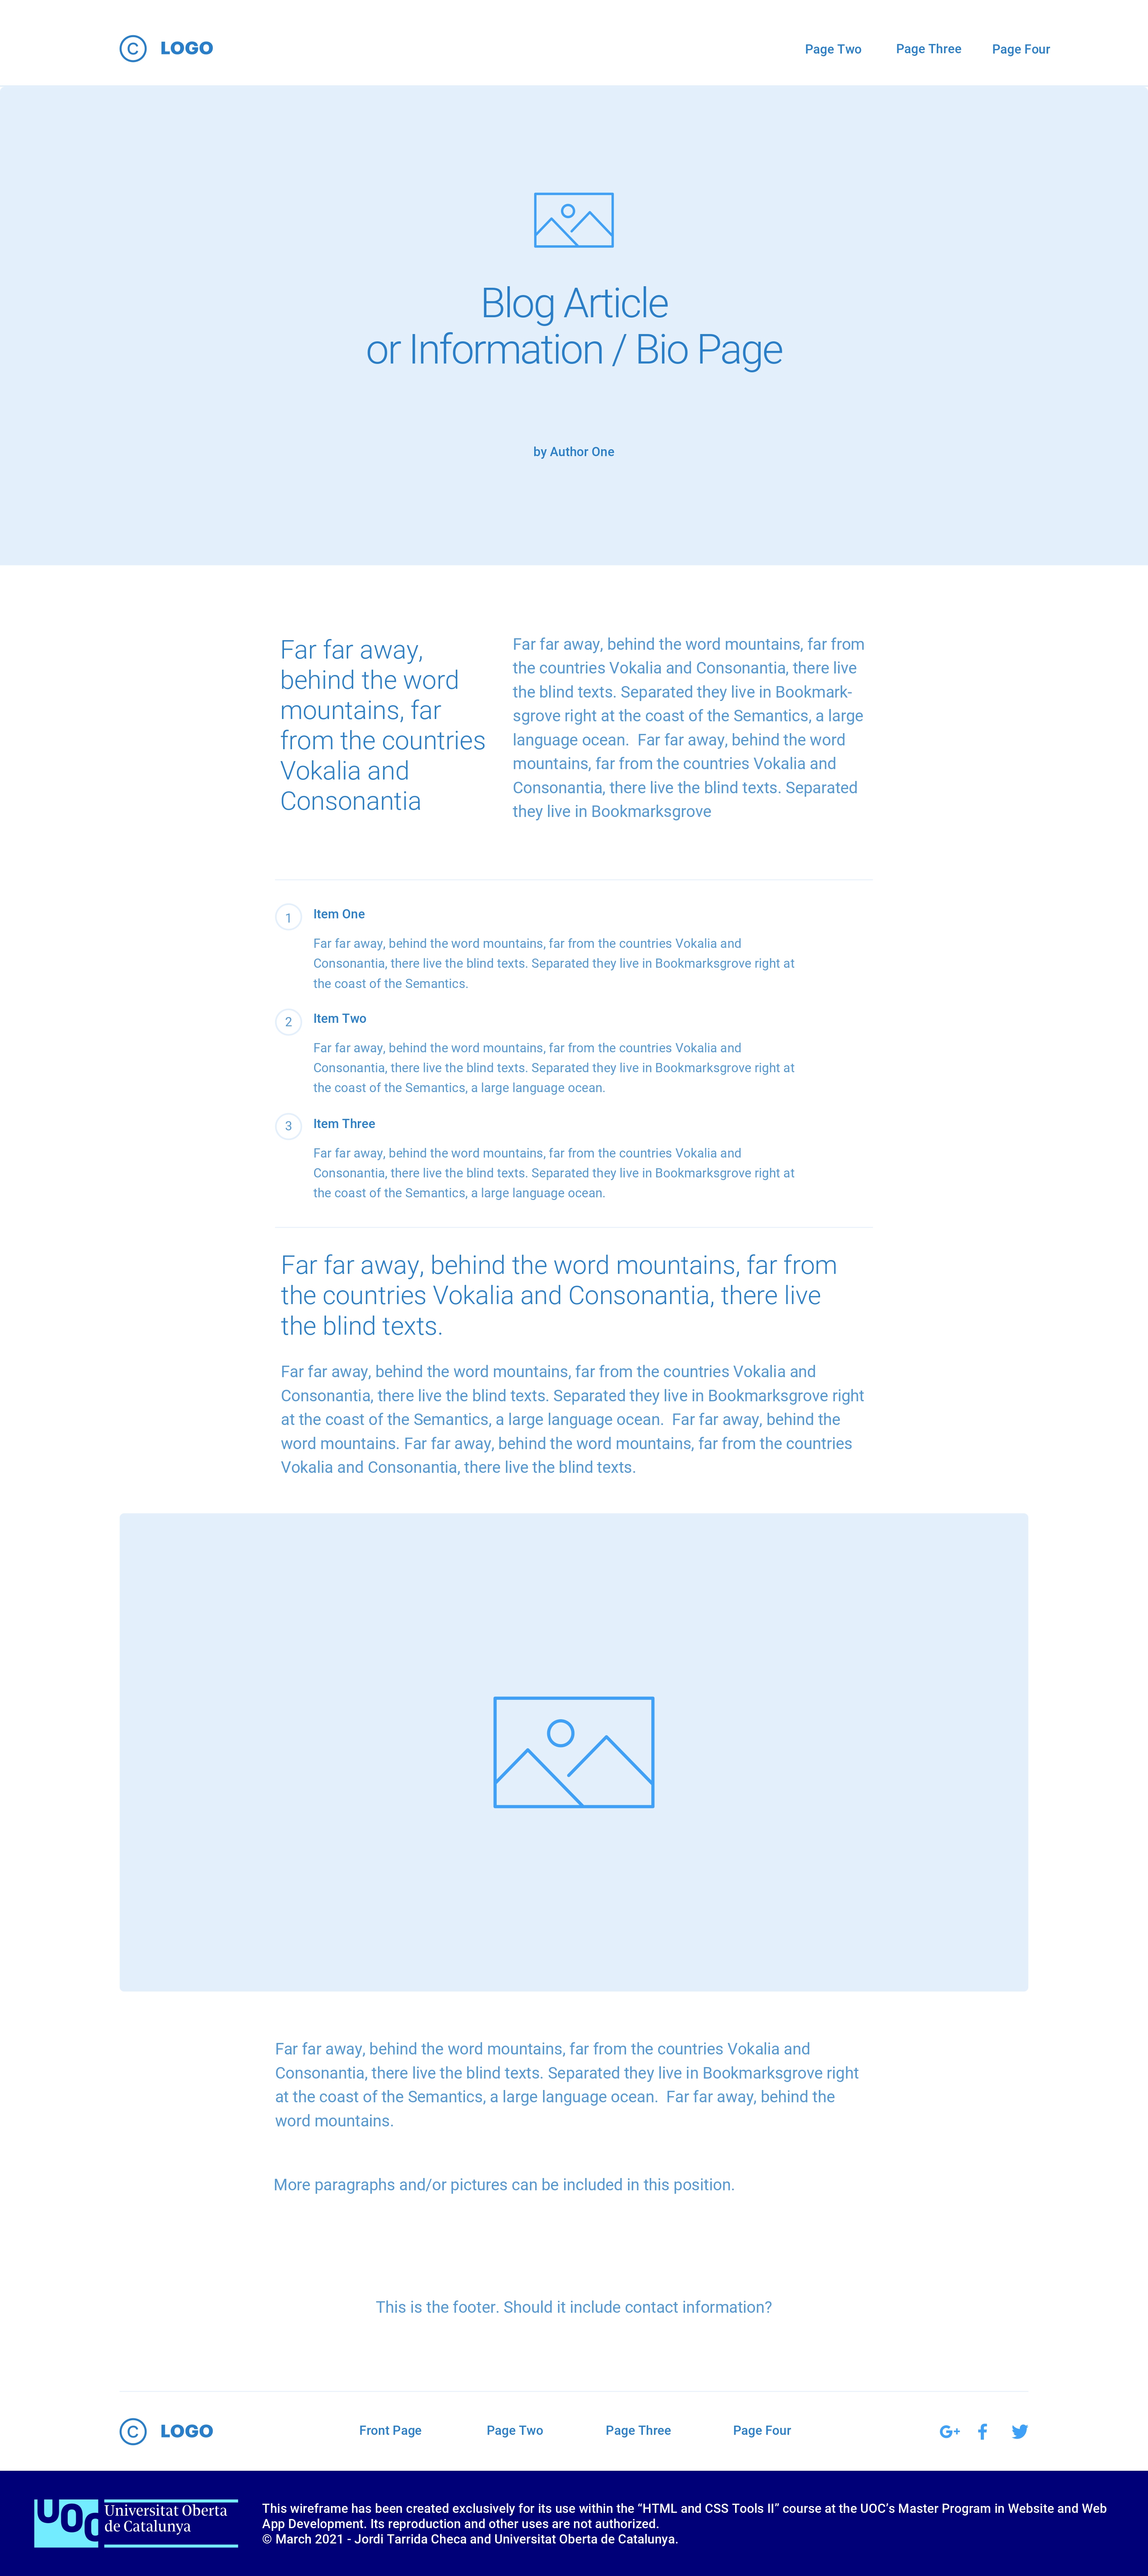 © LOGO
Page Two Page Three Page Four
Blog Article
or Information / Bio Page
by Author One
Far far away,
behind the word
mountains, far
from the countries
Vokalia and
Consonantia
Far far away, behind the word mountains, far from
the countries Vokalia and Consonantia, there live
the blind texts. Separated they live in Bookmark-
sgrove right at the coast of the Semantics, a large
language ocean.  Far far away, behind the word
mountains, far from the countries Vokalia and
Consonantia, there live the blind texts. Separated
they live in Bookmarksgrove
1 Item One
Far far away, behind the word mountains, far from the countries Vokalia and
Consonantia, there live the blind texts. Separated they live in Bookmarksgrove right at
the coast of the Semantics.
2 Item Two
Far far away, behind the word mountains, far from the countries Vokalia and
Consonantia, there live the blind texts. Separated they live in Bookmarksgrove right at
the coast of the Semantics, a large language ocean.
3 Item Three
Far far away, behind the word mountains, far from the countries Vokalia and
Consonantia, there live the blind texts. Separated they live in Bookmarksgrove right at
the coast of the Semantics, a large language ocean.
Far far away, behind the word mountains, far from
the countries Vokalia and Consonantia, there live
the blind texts.
Far far away, behind the word mountains, far from the countries Vokalia and
Consonantia, there live the blind texts. Separated they live in Bookmarksgrove right
at the coast of the Semantics, a large language ocean.  Far far away, behind the
word mountains. Far far away, behind the word mountains, far from the countries
Vokalia and Consonantia, there live the blind texts.
Far far away, behind the word mountains, far from the countries Vokalia and
Consonantia, there live the blind texts. Separated they live in Bookmarksgrove right
at the coast of the Semantics, a large language ocean.  Far far away, behind the
word mountains.
More paragraphs and/or pictures can be included in this position.
This is the footer. Should it include contact information?
© LOGO
Front Page Page Two Page Three Page Four
G+ f
UOC Universitat Oberta
de Catalunya
This wireframe has been created exclusively for its use within the “HTML and CSS Tools II” course at the UOC’s Master Program in Website and Web
App Development. Its reproduction and other uses are not authorized.
© March 2021 - Jordi Tarrida Checa and Universitat Oberta de Catalunya.